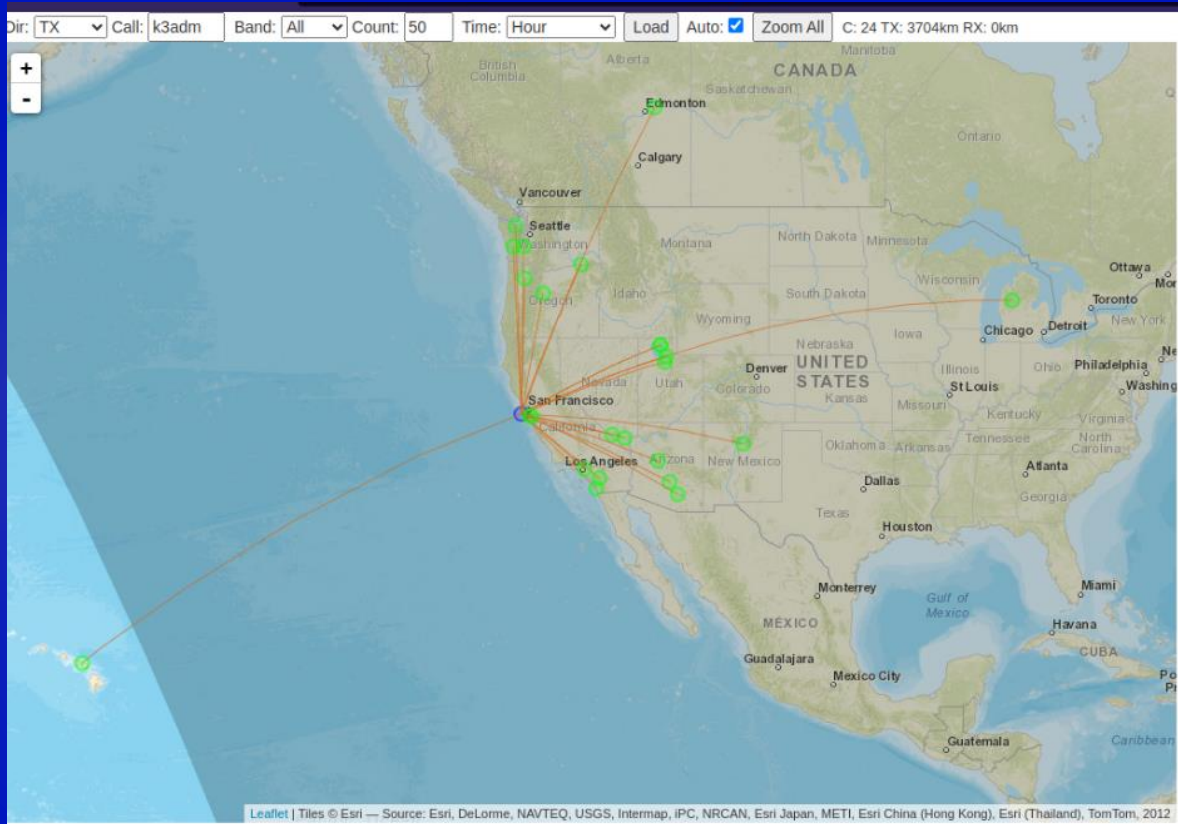 Dir: TX Call: k3adm Band: All Count: 50 Time: Hour Load Auto: Zoom All C: 24 TX: 3704km RX: 0km
+
-
Manitoba
British
Columbia
Alberta
CANADA
Saskatchewan
Edmonton
Ontario
Calgary
Vancouver
Seattle
Washington
Montana
North Dakota
Minnesota
Ottawa
Mon
Oregon
Idaho
South Dakota
Wisconsin
Toronto
Wyoming
Iowa
Chicago
Detroit
New York
Nebraska
Ne
Nevada
Utah
Denver
Colorado
UNITED
STATES
Kansas
Illinois
Ohio
Philadelphia
St Louis
Washing
San Francisco
California
Missouri
Kentucky
Virginia
Los Angeles
Arizona
New Mexico
Oklahoma
Arkansas
Tennessee
North
Carolina
Atlanta
Dallas
Georgia
Texas
Houston
Monterrey
Gulf of
Mexico
Miami
Havana
MÉXICO
CUBA
Guadalajara
Mexico City
Po
Pr
Guatemala
Caribbean
Leaflet | Tiles © Esri — Source: Esri, DeLorme, NAVTEQ, USGS, Intermap, iPC, NRCAN, Esri Japan, METI, Esri China (Hong Kong), Esri (Thailand), TomTom, 2012